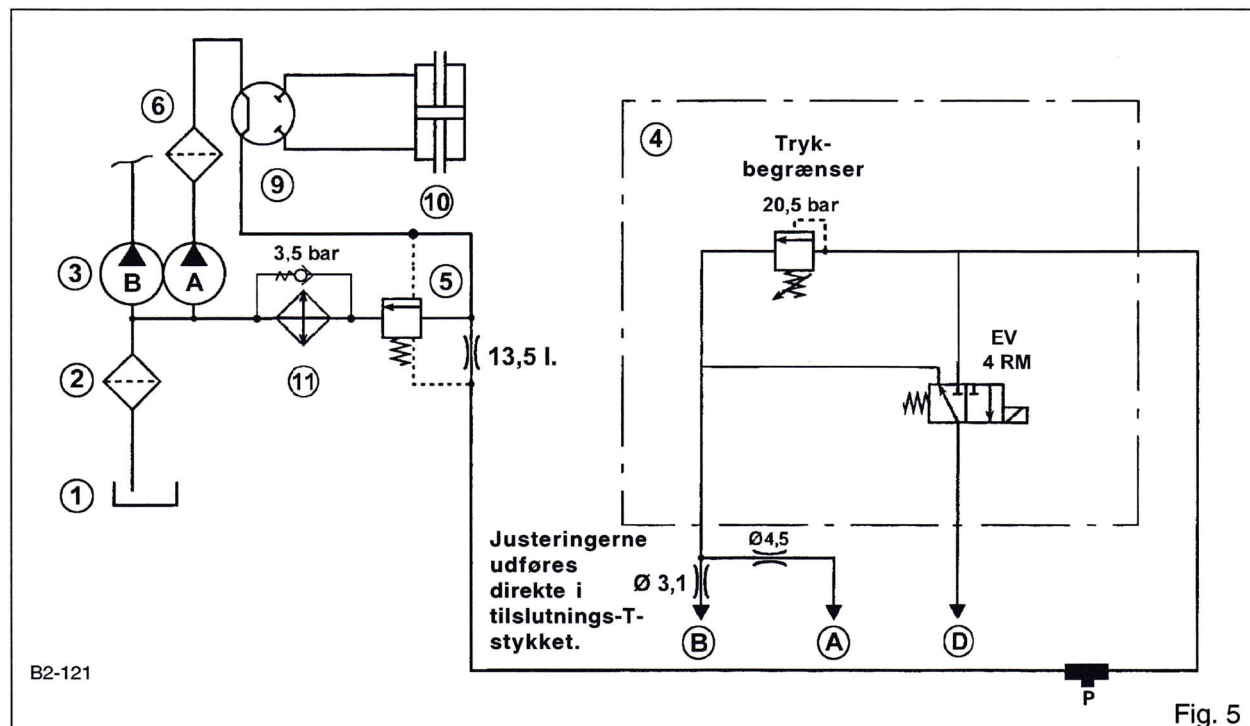 6
9
10
3
B
A
3,5 bar
5
13,5 l.
2
11
1
4
Tryk-
begrænser
20,5 bar
EV
4 RM
Justeringerne
udføres
direkte i
tilslutnings-T-
stykket.
Ø4,5
Ø 3,1
B
A
D
P
B2-121
Fig. 5